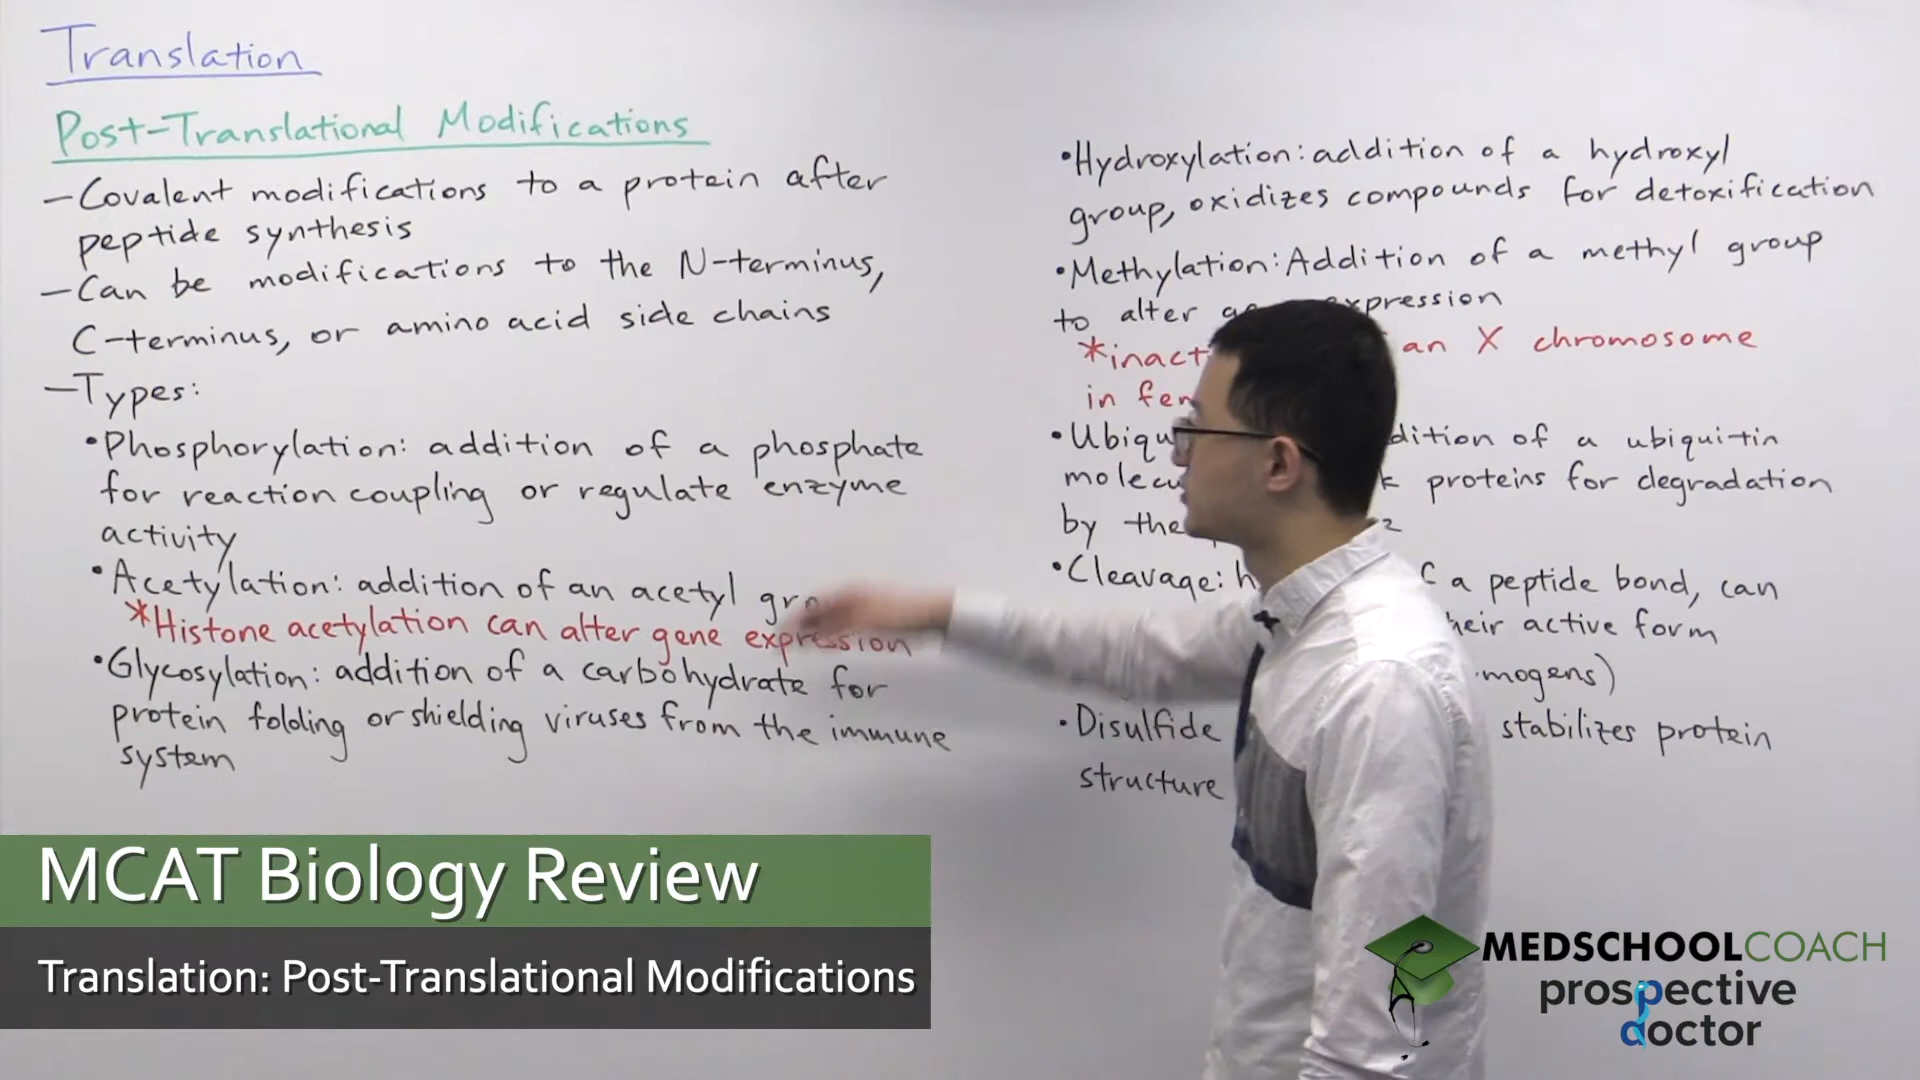 Translation
Post-Translational Modifications
- Covalent modifications to a protein after
peptide synthesis
- Can be modifications to the N-terminus,
C-terminus, or amino acid side chains
- Types:
• Phosphorylation: addition of a phosphate
for reaction coupling or regulate enzyme
activity
• Acetylation: addition of an acetyl
*Histone acetylation can alter gene expression
• Glycosylation: addition of a carbohydrate for
protein folding or shielding viruses from the immune
system
• Hydroxylation: addition of a hydroxyl
group, oxidizes compounds for detoxification
• Methylation: Addition of a methyl group
to alter
*inact an X chromosome
in
• of a ubiquitin
proteins for degradation
by the
• Cleavage: a peptide bond, can
active form
• Disulfide stabilizes protein
structure
MCAT Biology Review
Translation: Post-Translational Modifications
MEDSCHOOLCOACH
prospective
doctor